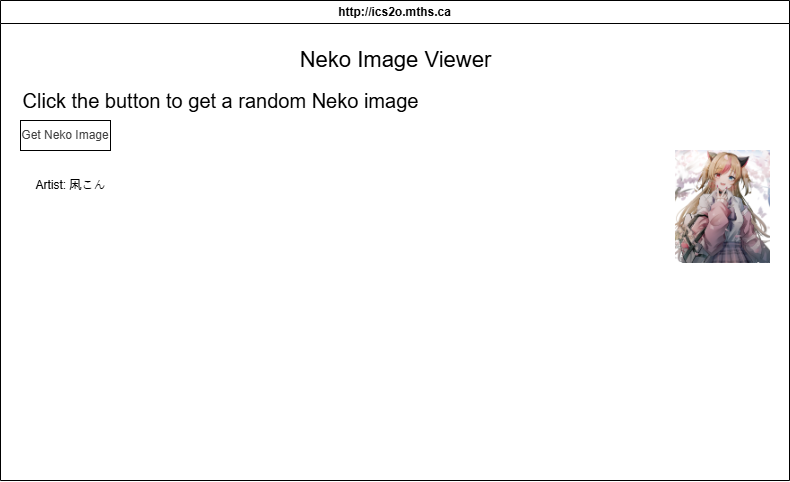 http://ics2o.mths.ca
Neko Image Viewer
Click the button to get a random Neko image
Get Neko Image
Artist: 凩こん